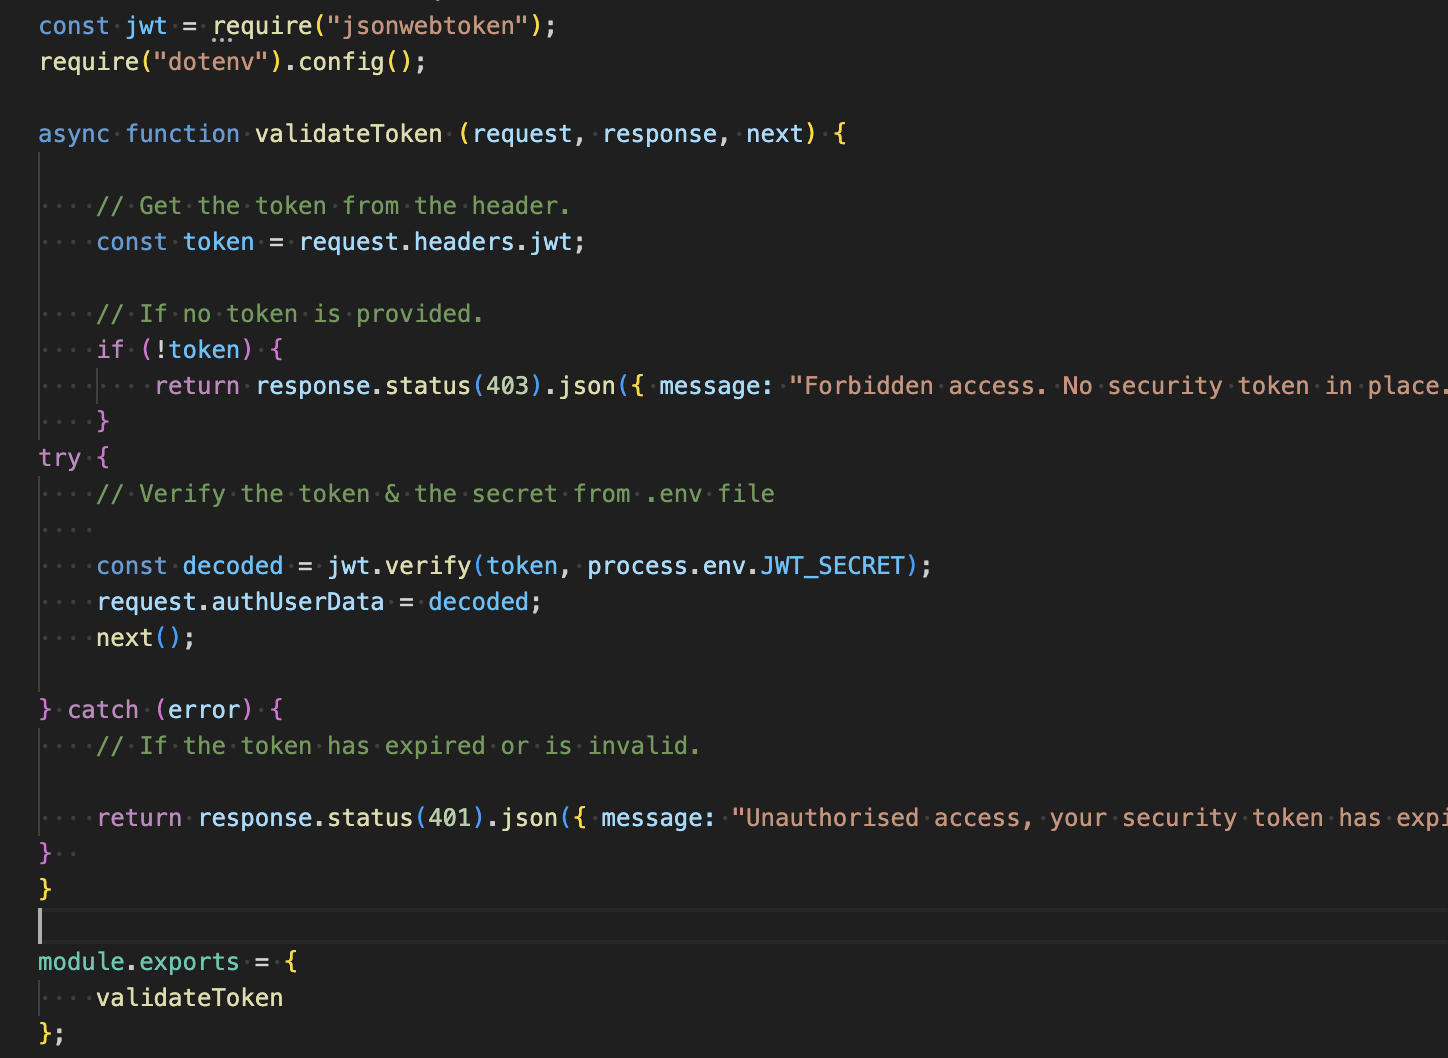 const jwt = require("jsonwebtoken");
require("dotenv").config();
async function validateToken (request, response, next) {
// Get the token from the header.
const token = request.headers.jwt;
// If no token is provided.
if (!token) {
return response.status(403).json({ message: "Forbidden access. No security token in place.
}
try {
// Verify the token & the secret from .env file
const decoded = jwt.verify(token, process.env.JWT_SECRET);
request.authUserData = decoded;
next();
} catch (error) {
// If the token has expired or is invalid.
return response.status(401).json({ message: "Unauthorised access, your security token has expi
}
}
module.exports = {
validateToken
};